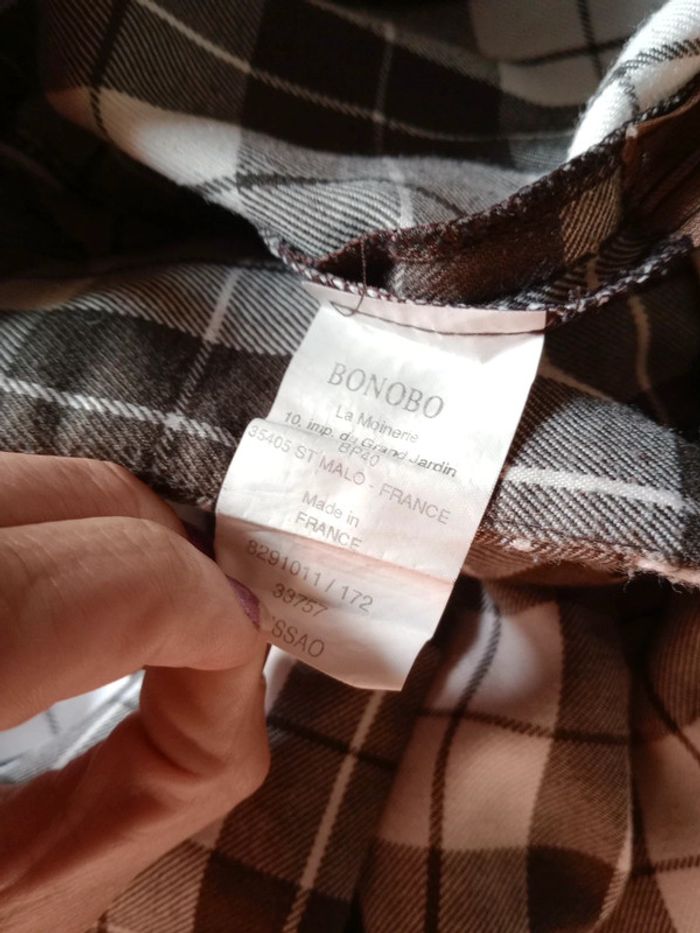 BONOBO
La Moinerie
10, imp. du Grand Jardin
BP40
35405 ST MALO - FRANCE
Made in
FRANCE
8291011 / 172
33757